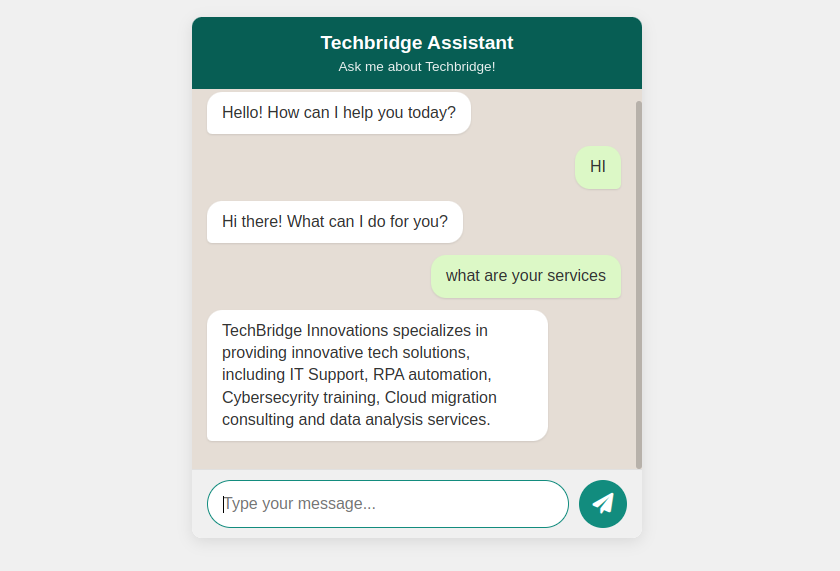 Techbridge Assistant
Ask me about Techbridge!
Hello! How can I help you today?
HI
Hi there! What can I do for you?
what are your services
TechBridge Innovations specializes in
providing innovative tech solutions,
including IT Support, RPA automation,
Cybersecyrity training, Cloud migration
consulting and data analysis services.
Type your message...